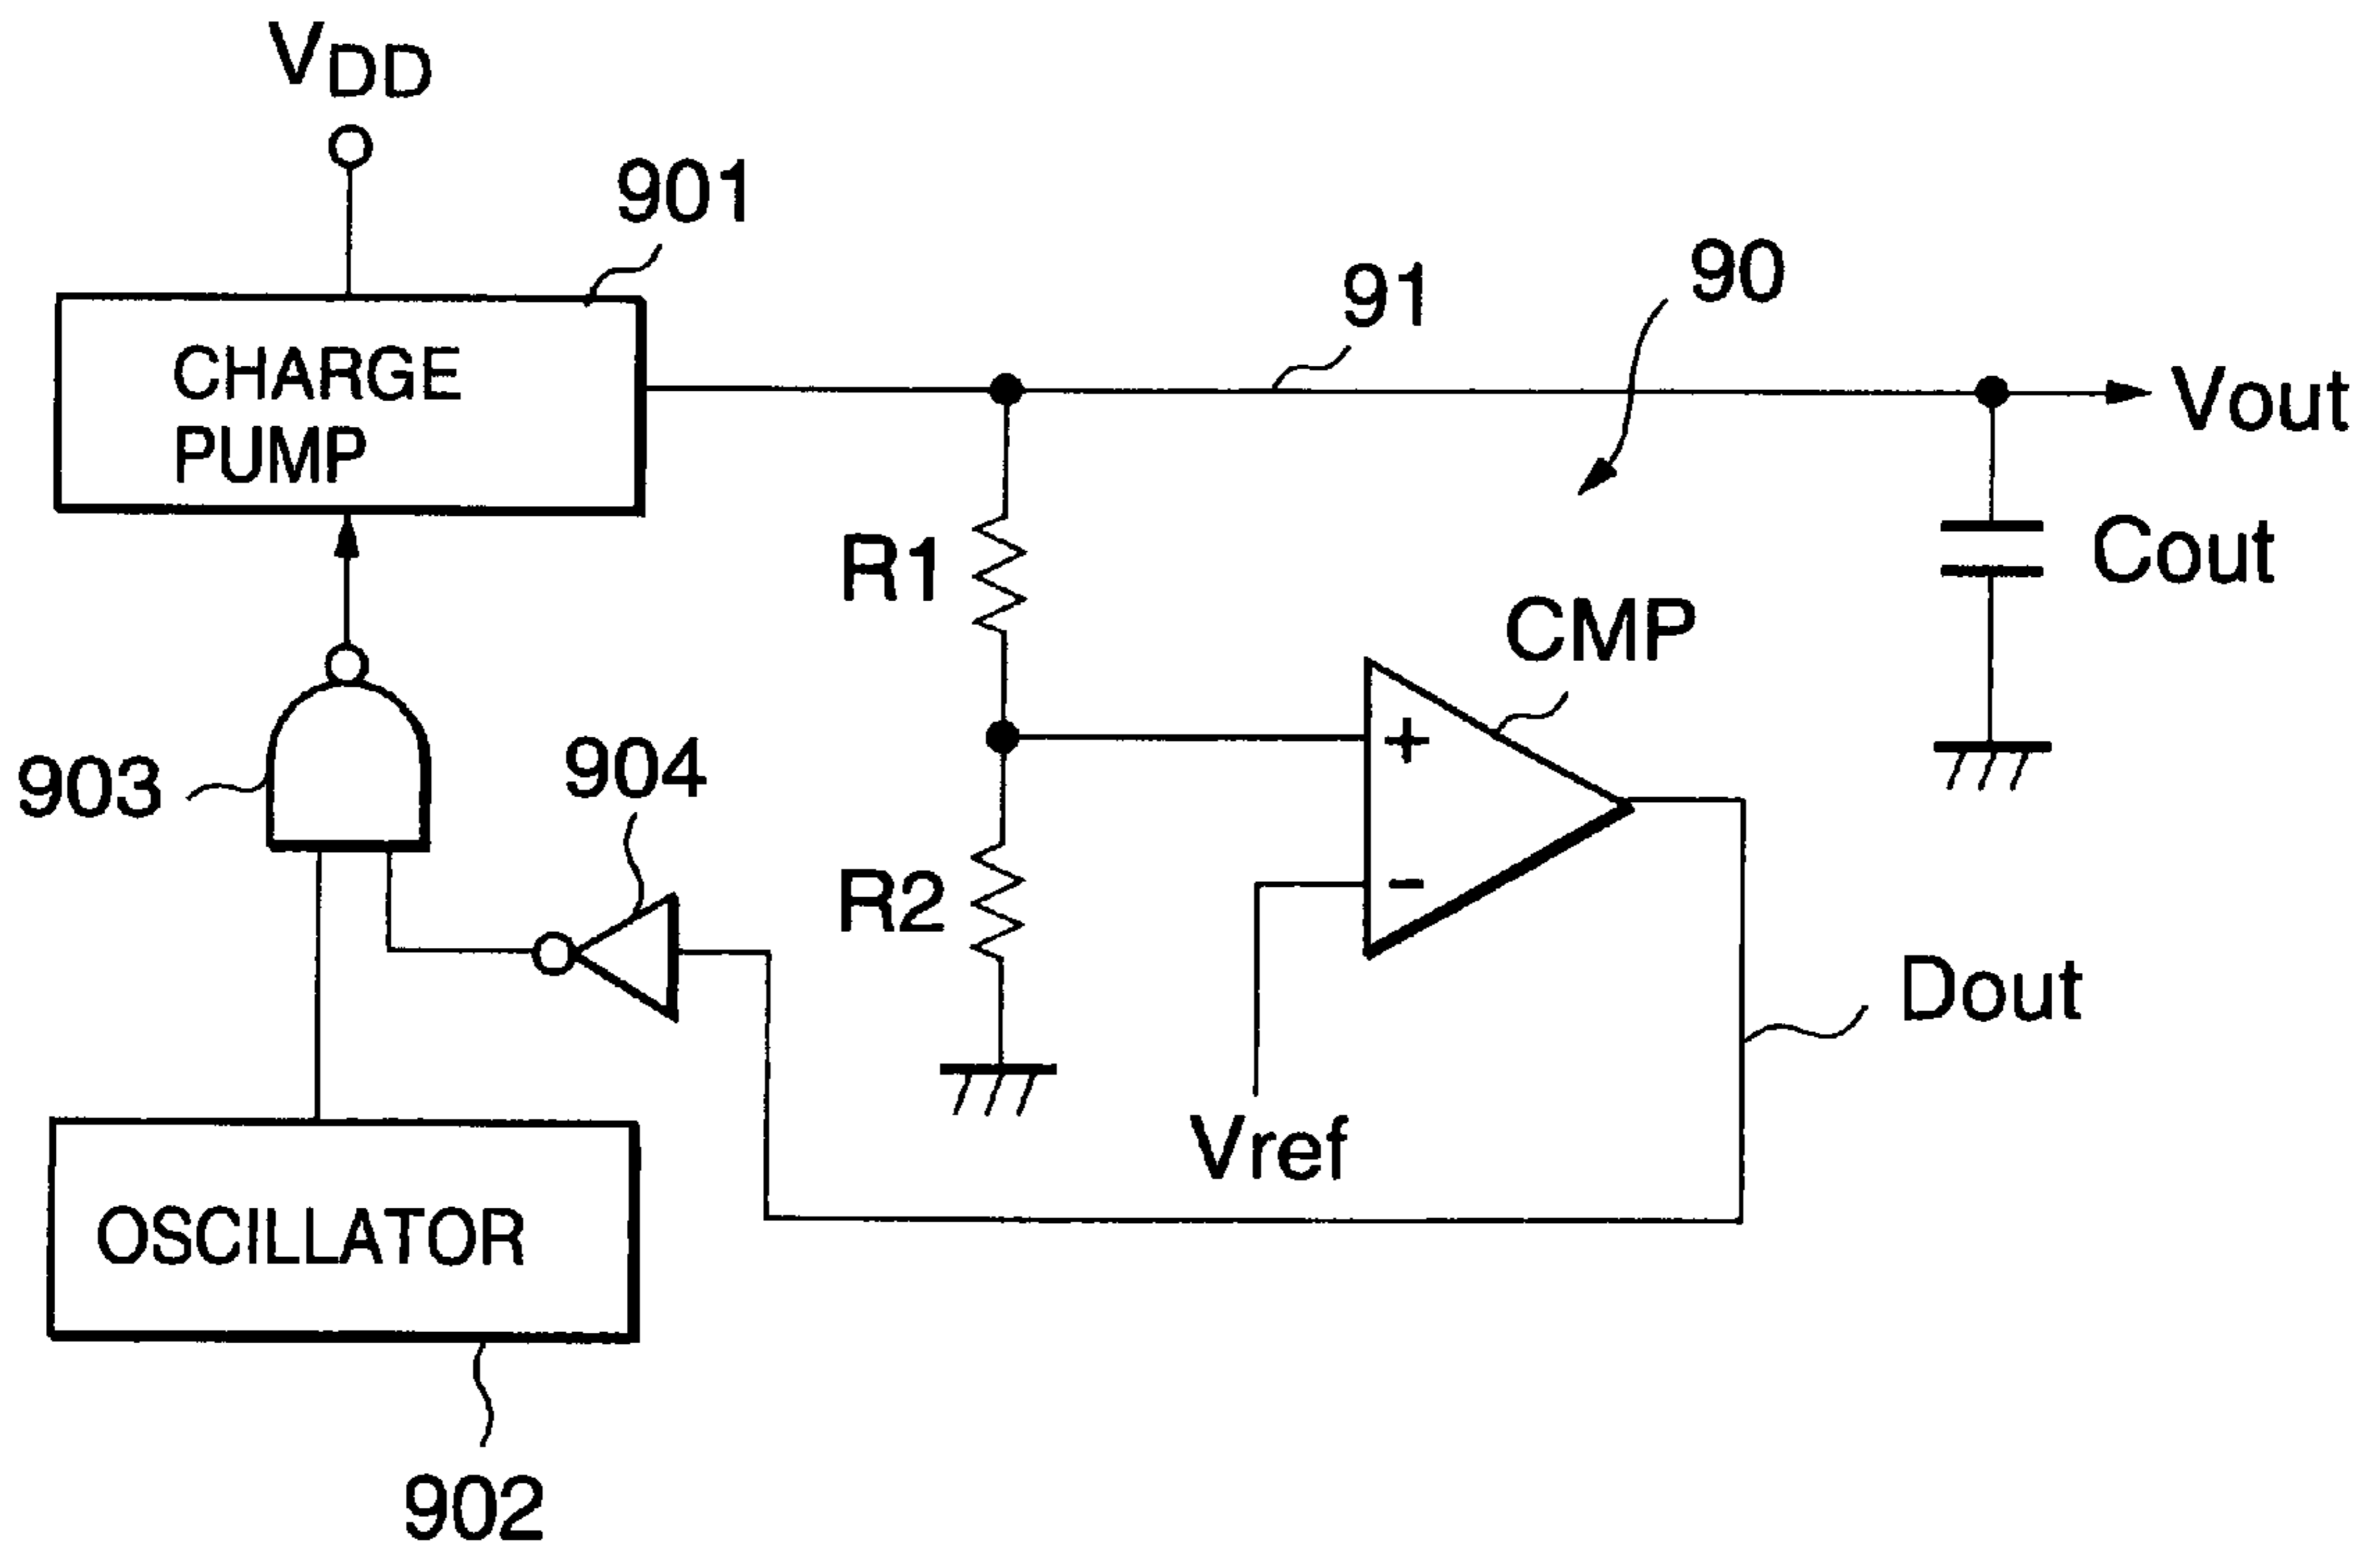 VDD
901
CHARGE
PUMP
91
90
Vout
R1
Cout
CMP
+
903
904
R2
-
Dout
Vref
OSCILLATOR
902